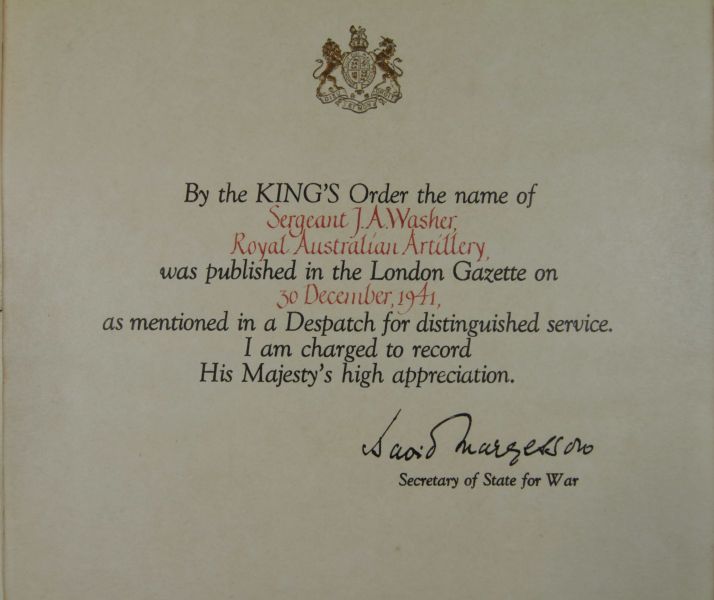 By the KING'S Order the name of
Sergeant J.A.Washer,
Royal Australian Artillery,
was published in the London Gazette on
30 December, 1941,
as mentioned in a Despatch for distinguished service.
I am charged to record
His Majesty's high appreciation.
David Margesson
Secretary of State for War